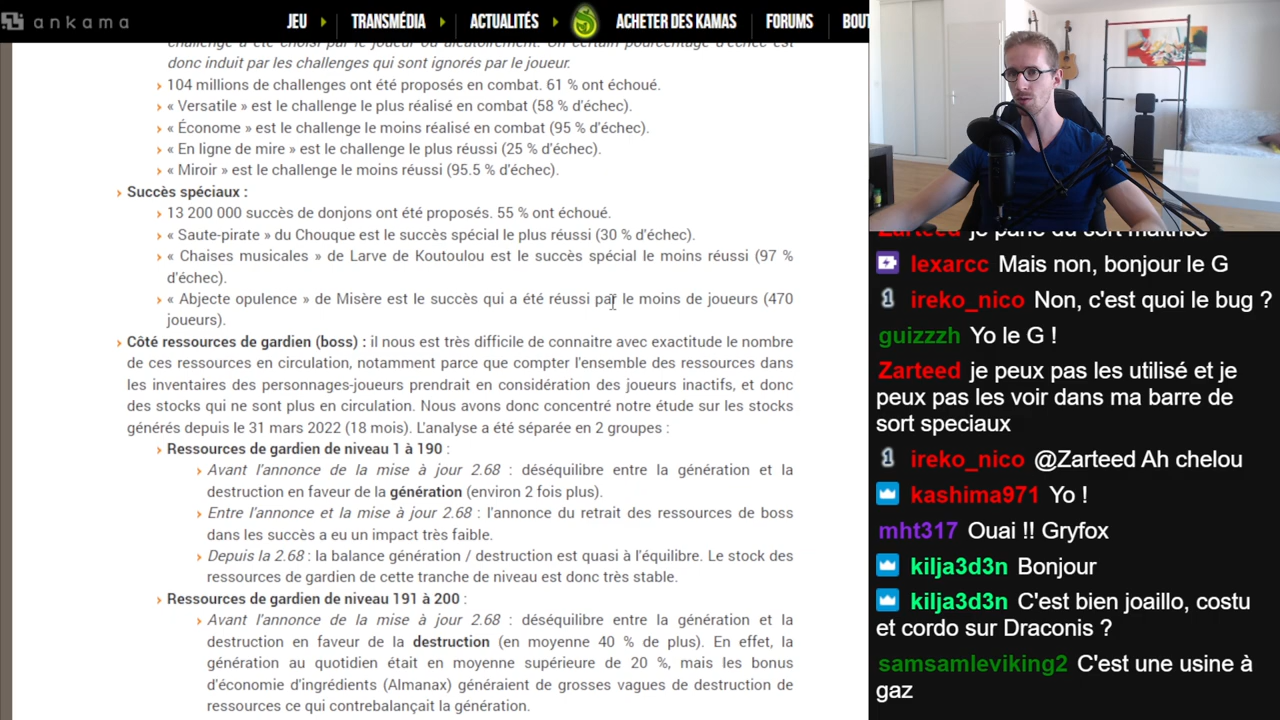 ankama
JEU
TRANSMÉDIA
ACTUALITÉS
ACHETER DES KAMAS
FORUMS
BOUT
challenge a été choisi par le joueur ou aléatoirement. Un certain pourcentage d'échec est
donc induit par les challenges qui sont ignorés par le joueur.
104 millions de challenges ont été proposés en combat. 61 % ont échoué.
« Versatile » est le challenge le plus réalisé en combat (58 % d'échec).
« Économe » est le challenge le moins réalisé en combat (95 % d'échec).
« En ligne de mire » est le challenge le plus réussi (25 % d'échec).
« Miroir » est le challenge le moins réussi (95.5 % d'échec).
Succès spéciaux :
13 200 000 succès de donjons ont été proposés. 55 % ont échoué.
« Saute-pirate » du Chouque est le succès spécial le plus réussi (30 % d'échec).
« Chaises musicales » de Larve de Koutoulou est le succès spécial le moins réussi (97 %
d'échec).
« Abjecte opulence » de Misère est le succès qui a été réussi par le moins de joueurs (470
joueurs).
Côté ressources de gardien (boss) : il nous est très difficile de connaitre avec exactitude le nombre
de ces ressources en circulation, notamment parce que compter l'ensemble des ressources dans
les inventaires des personnages-joueurs prendrait en considération des joueurs inactifs, et donc
des stocks qui ne sont plus en circulation. Nous avons donc concentré notre étude sur les stocks
générés depuis le 31 mars 2022 (18 mois). L'analyse a été séparée en 2 groupes :
Ressources de gardien de niveau 1 à 190 :
Avant l'annonce de la mise à jour 2.68 : déséquilibre entre la génération et la
destruction en faveur de la génération (environ 2 fois plus).
Entre l'annonce et la mise à jour 2.68 : l'annonce du retrait des ressources de boss
dans les succès a eu un impact très faible.
Depuis la 2.68 : la balance génération / destruction est quasi à l'équilibre. Le stock des
ressources de gardien de cette tranche de niveau est donc très stable.
Ressources de gardien de niveau 191 à 200 :
Avant l'annonce de la mise à jour 2.68 : déséquilibre entre la génération et la
destruction en faveur de la destruction (en moyenne 40 % de plus). En effet, la
génération au quotidien était en moyenne supérieure de 20 %, mais les bonus
d'économie d'ingrédients (Almanax) généraient de grosses vagues de destruction de
ressources ce qui contrebalançait la génération.
Zarteed je parle du sort maitrise
lexarcc Mais non, bonjour le G
ireko_nico Non, c'est quoi le bug ?
guizzzh Yo le G !
Zarteed je peux pas les utilisé et je
peux pas les voir dans ma barre de
sort speciaux
ireko_nico @Zarteed Ah chelou
kashima971 Yo !
mht317 Ouai !! Gryfox
kilja3d3n Bonjour
kilja3d3n C'est bien joaillo, costu
et cordo sur Draconis ?
samsamleviking2 C'est une usine à
gaz